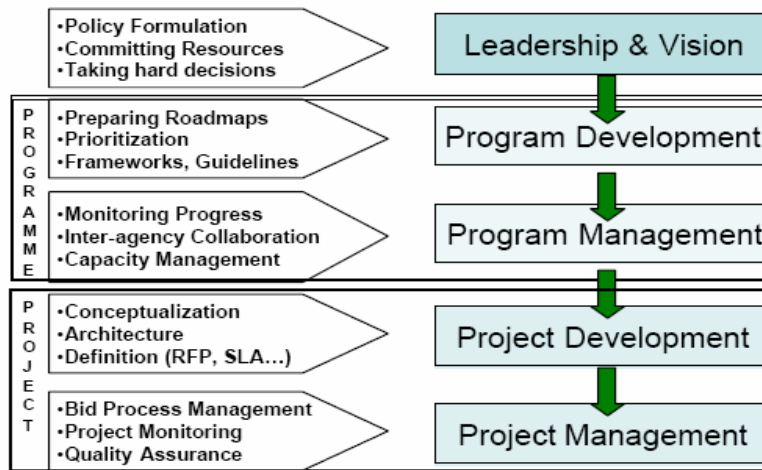 •Policy Formulation
•Committing Resources
•Taking hard decisions
Leadership & Vision
PROGRAMME
•Preparing Roadmaps
•Prioritization
•Frameworks, Guidelines
Program Development
•Monitoring Progress
•Inter-agency Collaboration
•Capacity Management
Program Management
PROJECT
•Conceptualization
•Architecture
•Definition (RFP, SLA...)
Project Development
•Bid Process Management
•Project Monitoring
•Quality Assurance
Project Management